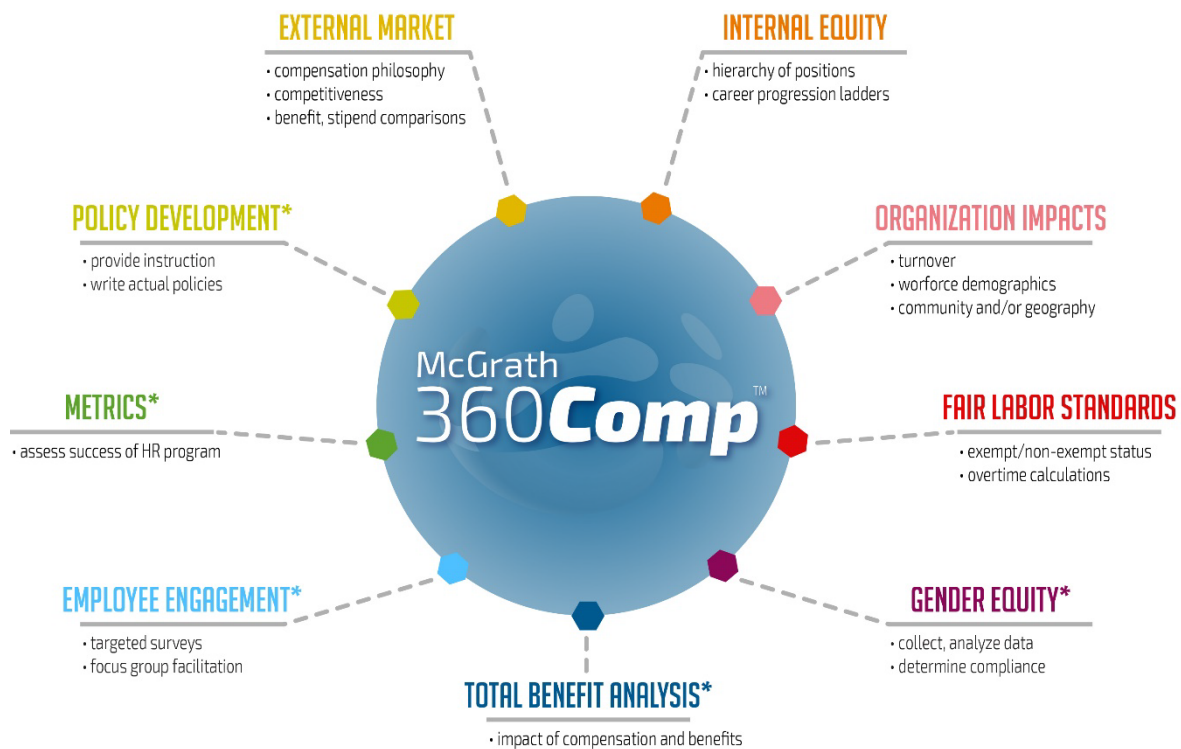 EXTERNAL MARKET
• compensation philosophy
• competitiveness
• benefit, stipend comparisons
INTERNAL EQUITY
• hierarchy of positions
• career progression ladders
POLICY DEVELOPMENT*
• provide instruction
• write actual policies
ORGANIZATION IMPACTS
• turnover
• worforce demographics
• community and/or geography
McGrath
360Comp™
METRICS*
• assess success of HR program
FAIR LABOR STANDARDS
• exempt/non-exempt status
• overtime calculations
EMPLOYEE ENGAGEMENT*
• targeted surveys
• focus group facilitation
GENDER EQUITY*
• collect, analyze data
• determine compliance
TOTAL BENEFIT ANALYSIS*
• impact of compensation and benefits